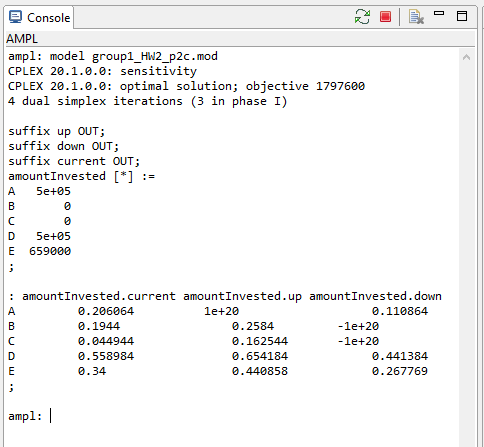 Console
AMPL
ampl: model group1_HW2_p2c.mod
CPLEX 20.1.0.0: sensitivity
CPLEX 20.1.0.0: optimal solution; objective 1797600
4 dual simplex iterations (3 in phase I)
suffix up OUT;
suffix down OUT;
suffix current OUT;
amountInvested [*] :=
A 5e+05
B 0
C 0
D 5e+05
E 659000
;
: amountInvested.current amountInvested.up amountInvested.down
A 0.206064 1e+20 0.110864
B 0.1944 0.2584 -1e+20
C 0.044944 0.162544 -1e+20
D 0.558984 0.654184 0.441384
E 0.34 0.440858 0.267769
;
ampl: